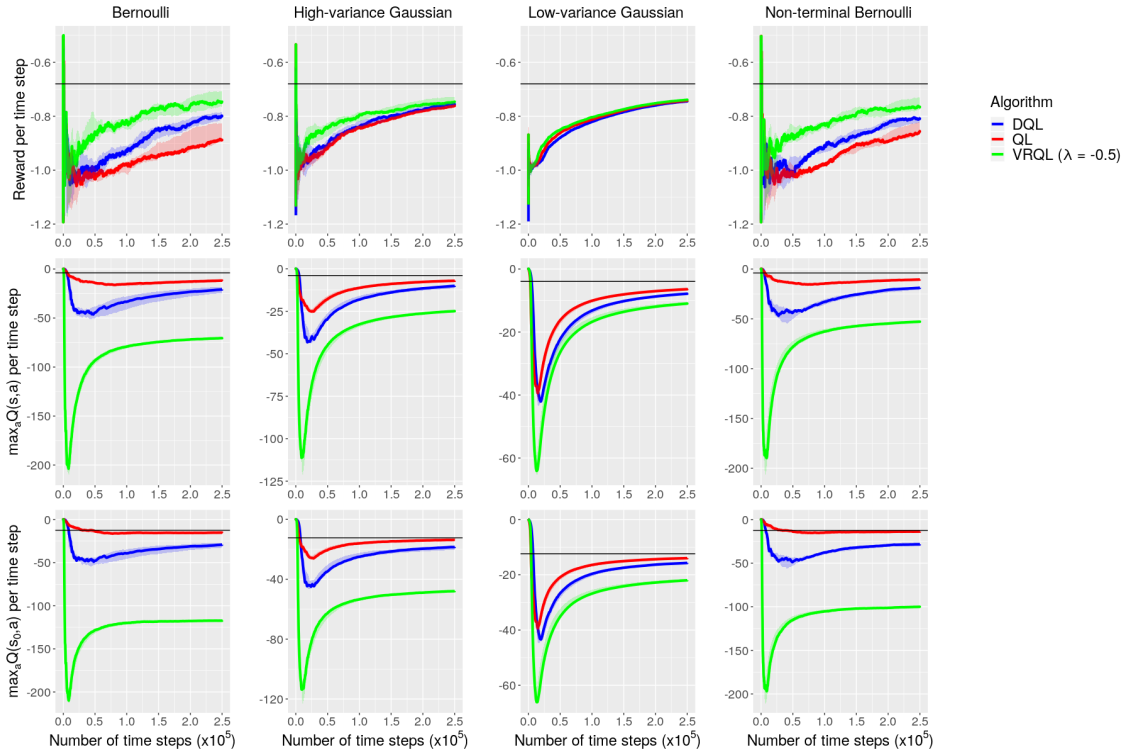 Bernoulli
High-variance Gaussian
Low-variance Gaussian
Non-terminal Bernoulli
Reward per time step
-0.6
-0.8
-1.0
-1.2
0.0 0.5 1.0 1.5 2.0 2.5
-0.6
-0.8
-1.0
-1.2
0.0 0.5 1.0 1.5 2.0 2.5
-0.6
-0.8
-1.0
-1.2
0.0 0.5 1.0 1.5 2.0 2.5
-0.6
-0.8
-1.0
-1.2
0.0 0.5 1.0 1.5 2.0 2.5
Algorithm
DQL
QL
VRQL (λ = -0.5)
maxₐQ(s,a) per time step
0
-50
-100
-150
-200
0.0 0.5 1.0 1.5 2.0 2.5
0
-25
-50
-75
-100
-125
0.0 0.5 1.0 1.5 2.0 2.5
0
-20
-40
-60
0.0 0.5 1.0 1.5 2.0 2.5
0
-50
-100
-150
-200
0.0 0.5 1.0 1.5 2.0 2.5
maxₐQ(s₀,a) per time step
0
-50
-100
-150
-200
0.0 0.5 1.0 1.5 2.0 2.5
Number of time steps (x10⁵)
0
-40
-80
-120
0.0 0.5 1.0 1.5 2.0 2.5
Number of time steps (x10⁵)
0
-20
-40
-60
0.0 0.5 1.0 1.5 2.0 2.5
Number of time steps (x10⁵)
0
-50
-100
-150
-200
0.0 0.5 1.0 1.5 2.0 2.5
Number of time steps (x10⁵)